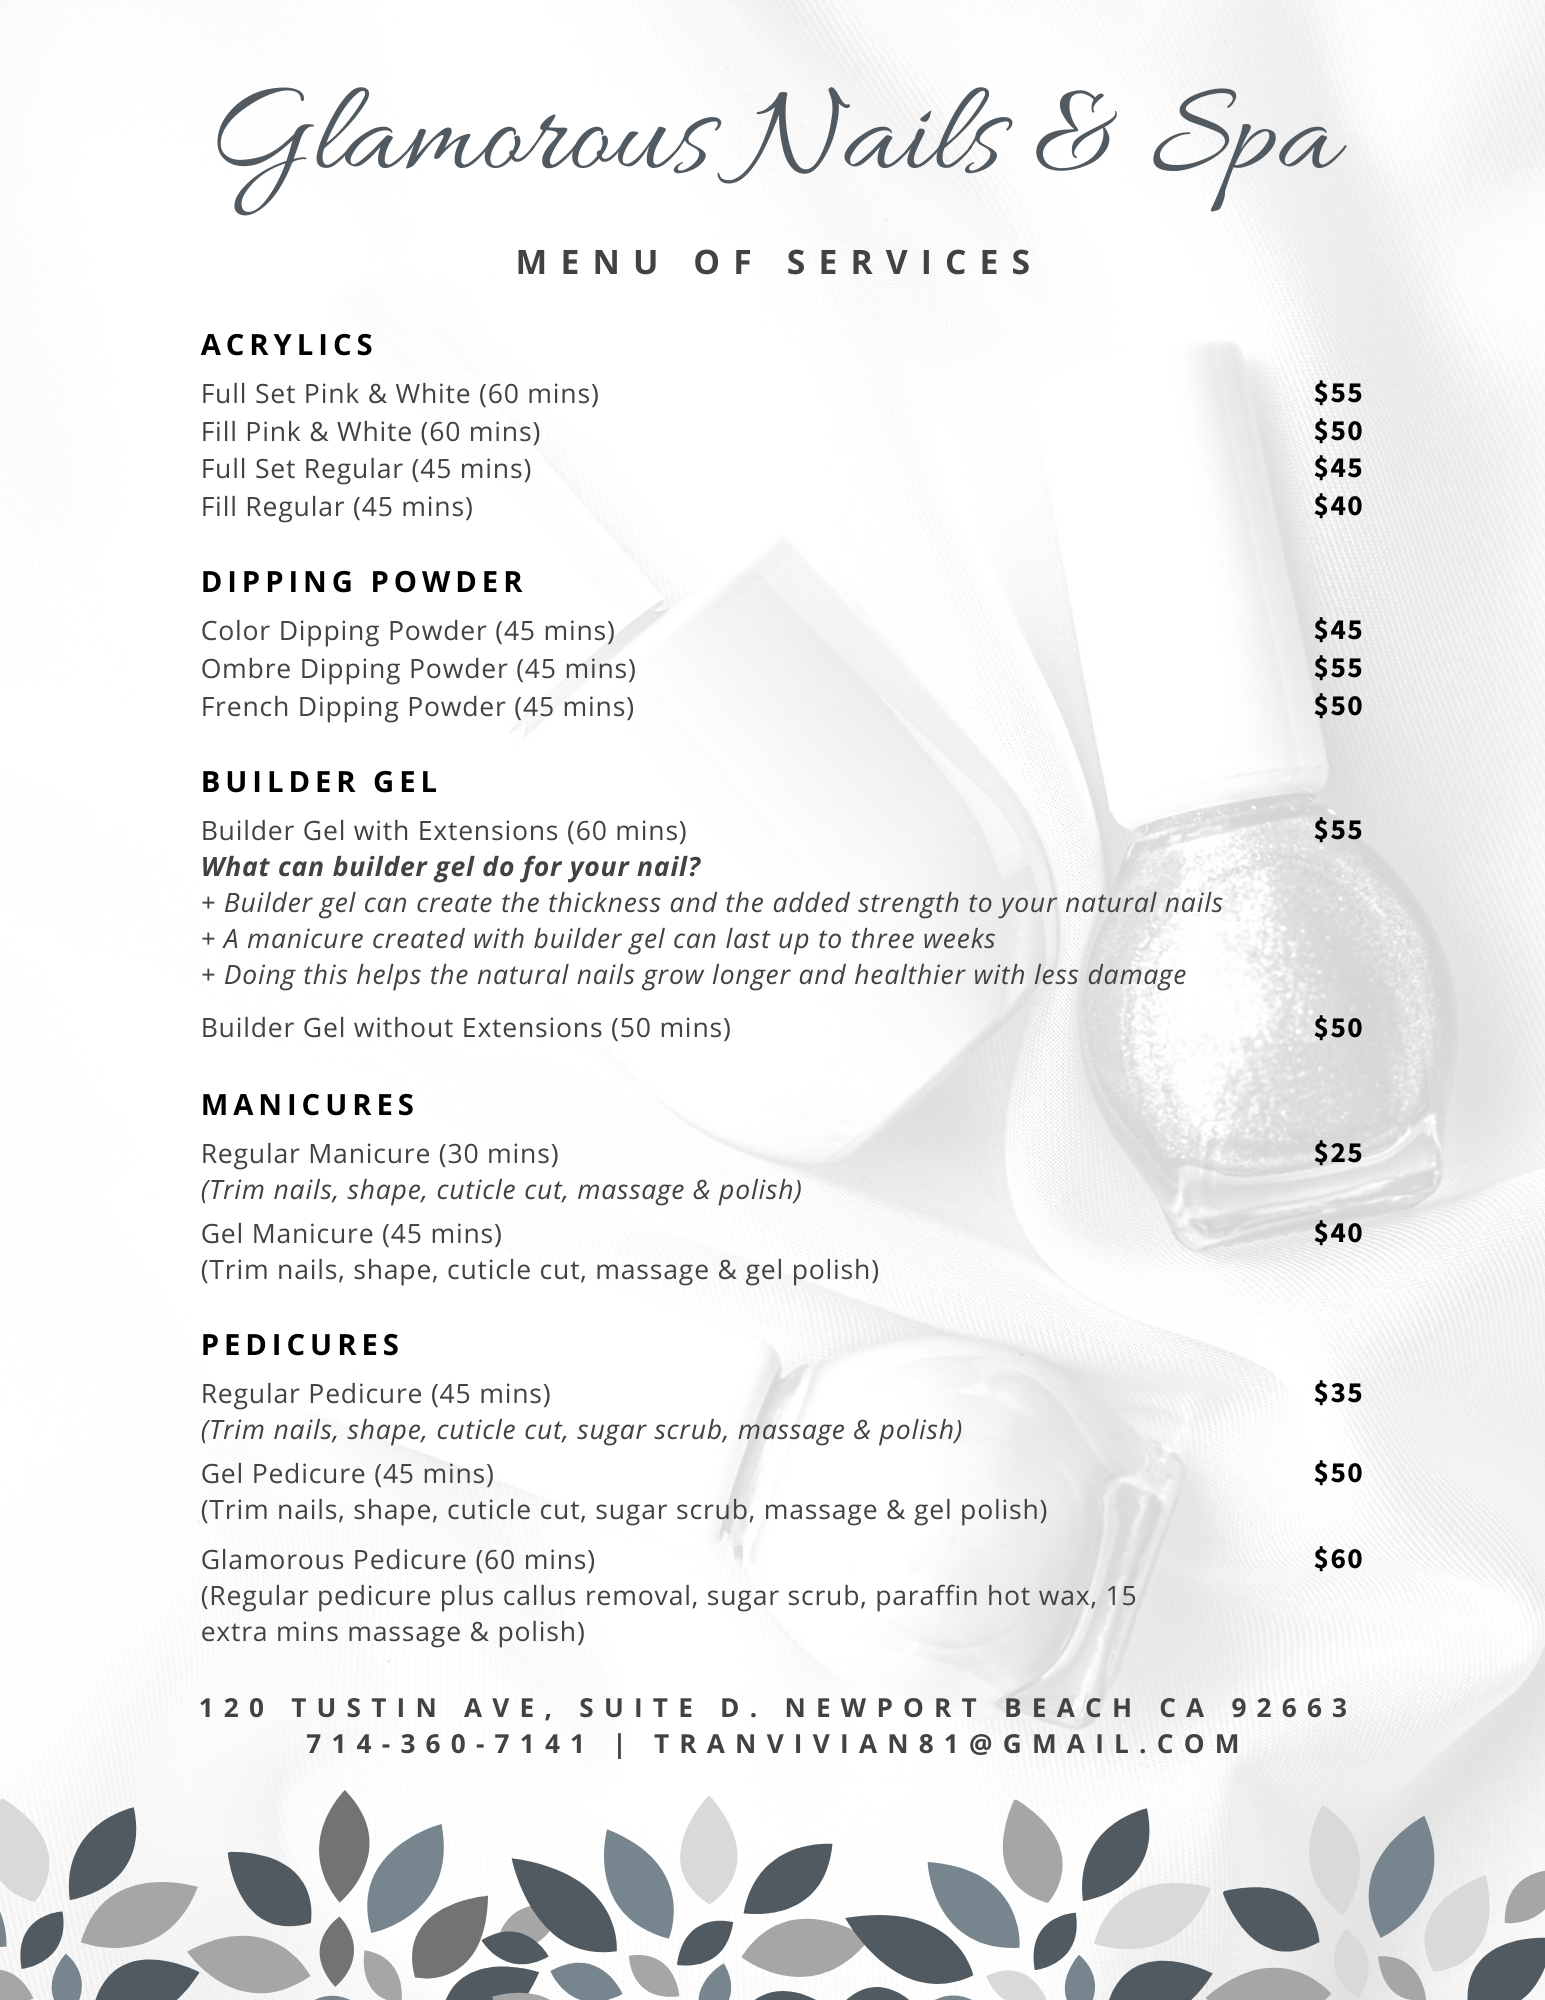 Glamorous Nails & Spa
MENU OF SERVICES
ACRYLICS
Full Set Pink & White (60 mins) $55
Fill Pink & White (60 mins) $50
Full Set Regular (45 mins) $45
Fill Regular (45 mins) $40
DIPPING POWDER
Color Dipping Powder (45 mins) $45
Ombre Dipping Powder (45 mins) $55
French Dipping Powder (45 mins) $50
BUILDER GEL
Builder Gel with Extensions (60 mins) $55
What can builder gel do for your nail?
+ Builder gel can create the thickness and the added strength to your natural nails
+ A manicure created with builder gel can last up to three weeks
+ Doing this helps the natural nails grow longer and healthier with less damage
Builder Gel without Extensions (50 mins) $50
MANICURES
Regular Manicure (30 mins) $25
(Trim nails, shape, cuticle cut, massage & polish)
Gel Manicure (45 mins) $40
(Trim nails, shape, cuticle cut, massage & gel polish)
PEDICURES
Regular Pedicure (45 mins) $35
(Trim nails, shape, cuticle cut, sugar scrub, massage & polish)
Gel Pedicure (45 mins) $50
(Trim nails, shape, cuticle cut, sugar scrub, massage & gel polish)
Glamorous Pedicure (60 mins) $60
(Regular pedicure plus callus removal, sugar scrub, paraffin hot wax, 15
extra mins massage & polish)
120 TUSTIN AVE, SUITE D. NEWPORT BEACH CA 92663
714-360-7141 | TRANVIVIAN81@GMAIL.COM